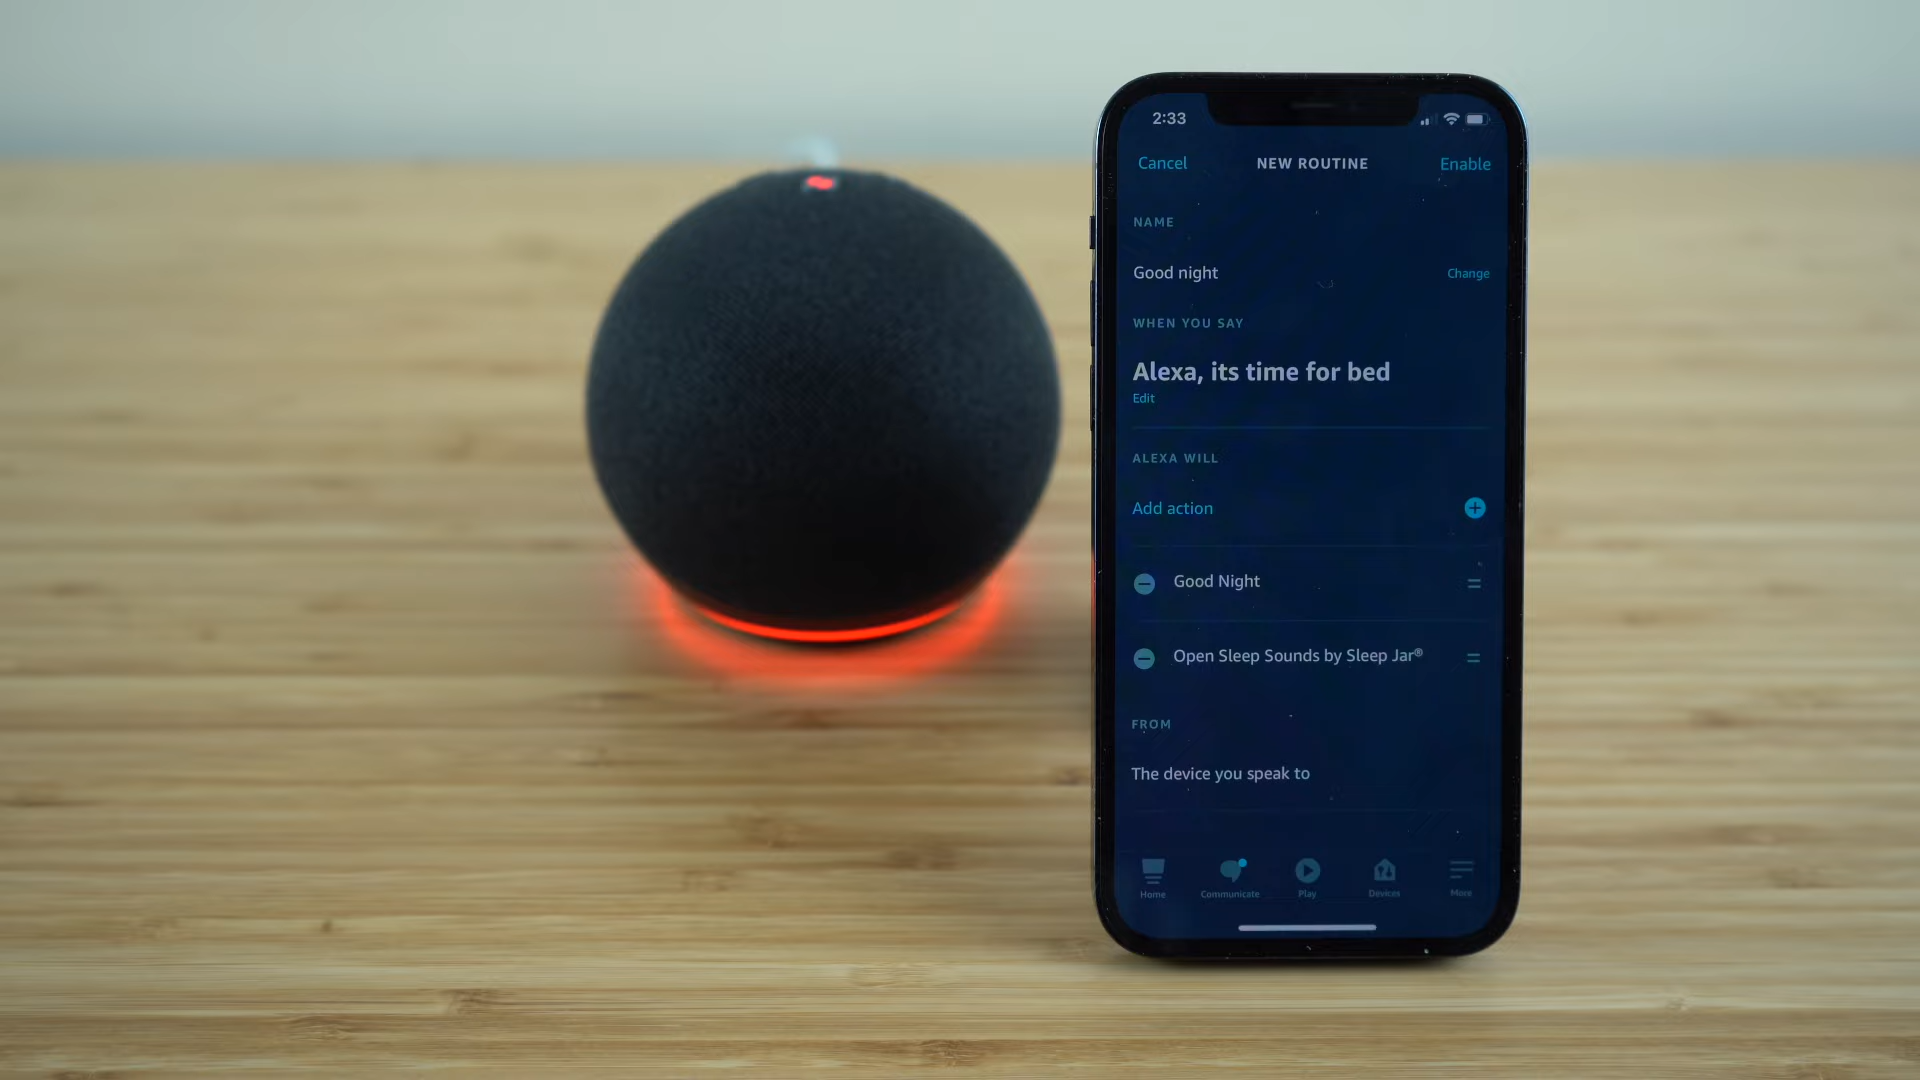 2:33
Cancel NEW ROUTINE Enable
NAME
Good night Change
WHEN YOU SAY
Alexa, its time for bed
Edit
ALEXA WILL
Add action
Good Night
Open Sleep Sounds by Sleep Jar®
FROM
The device you speak to
Home Communicate Play Devices More